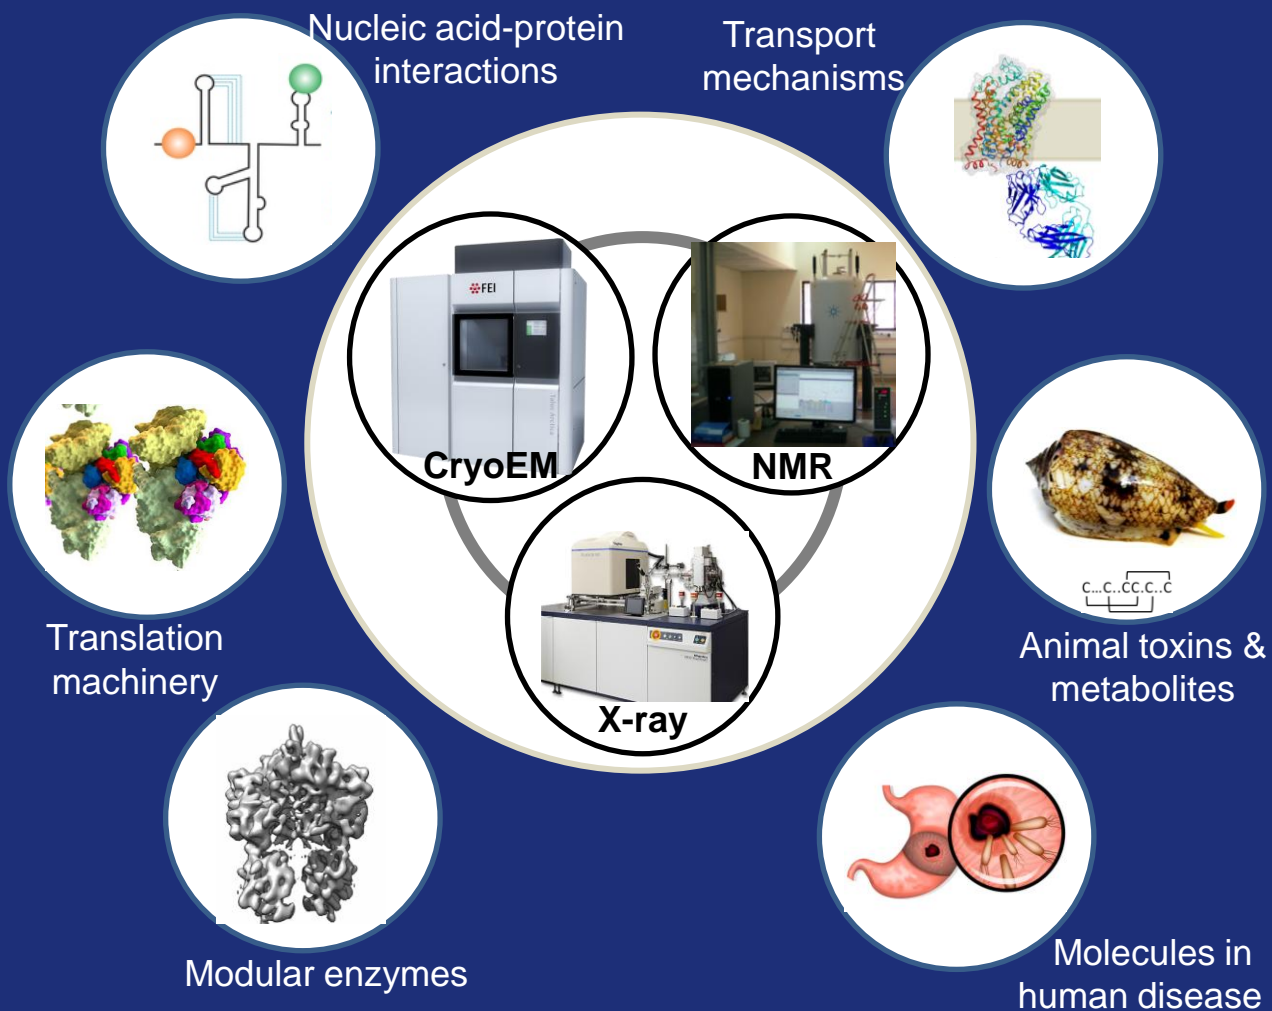 Nucleic acid-protein
interactions
Transport
mechanisms
FEI
CryoEM
NMR
X-ray
Translation
machinery
C...C..CC.C..C
Animal toxins &
metabolites
Modular enzymes
Molecules in
human disease